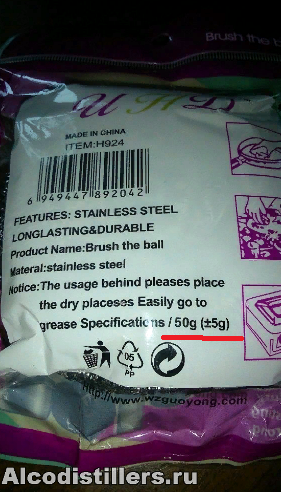 Brush the ba
U H D
MADE IN CHINA
ITEM:H924
6 949447 892042
FEATURES: STAINLESS STEEL
LONGLASTING&DURABLE
Product Name:Brush the ball
Material:stainless steel
Notice:The usage behind pleases place
the dry placeses Easily go to
grease Specifications / 50g (±5g)
05
PP
www.wzguoyong.com
Alcodistillers.ru